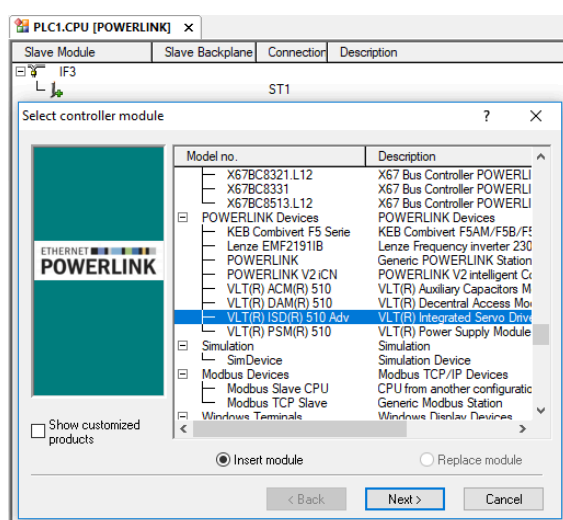 PLC1.CPU [POWERLINK] ×
Slave Module Slave Backplane Connection Description
IF3
ST1
Select controller module ? ×
Model no. Description
X67BC8321.L12 X67 Bus Controller POWERLI
X67BC8331 X67 Bus Controller POWERLI
X67BC8513.L12 X67 Bus Controller POWERLI
POWERLINK Devices POWERLINK Devices
KEB Combivert F5 Serie KEB Combivert F5AM/F5B/F5
Lenze EMF2191IB Lenze Frequency inverter 230
POWERLINK Generic POWERLINK Station
POWERLINK V2 iCN POWERLINK V2 intelligent Co
VLT(R) ACM(R) 510 VLT(R) Auxiliary Capacitors M
VLT(R) DAM(R) 510 VLT(R) Decentral Access Mo
VLT(R) ISD(R) 510 Adv VLT(R) Integrated Servo Drive
VLT(R) PSM(R) 510 VLT(R) Power Supply Module
Simulation Simulation
SimDevice Simulation Device
Modbus Devices Modbus TCP/IP Devices
Modbus Slave CPU CPU from another configuratic
Modbus TCP Slave Generic Modbus Station
Windows Terminals Windows Display Devices
ETHERNET
POWERLINK
Show customized
products
Insert module Replace module
< Back Next > Cancel